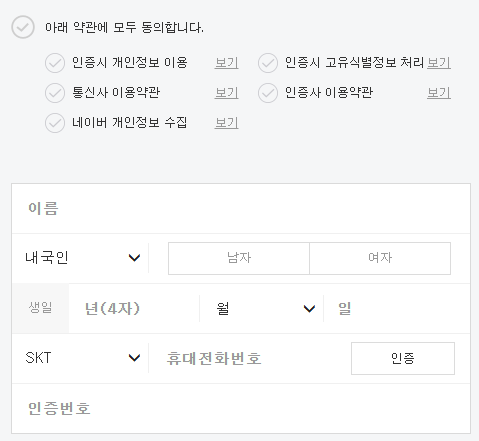 아래 약관에 모두 동의합니다.
인증시 개인정보 이용 보기 인증시 고유식별정보 처리 보기
통신사 이용약관 보기 인증사 이용약관 보기
네이버 개인정보 수집 보기
이름
내국인 남자 여자
생일 년(4자) 월 일
SKT 휴대전화번호 인증
인증번호